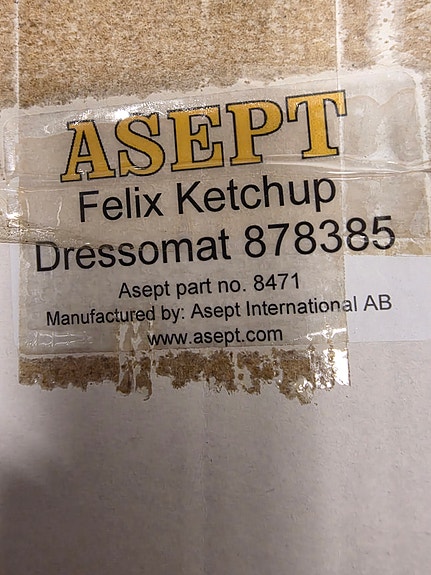 ASEPT
Felix Ketchup
Dressomat 878385
Asept part no. 8471
Manufactured by: Asept International AB
www.asept.com